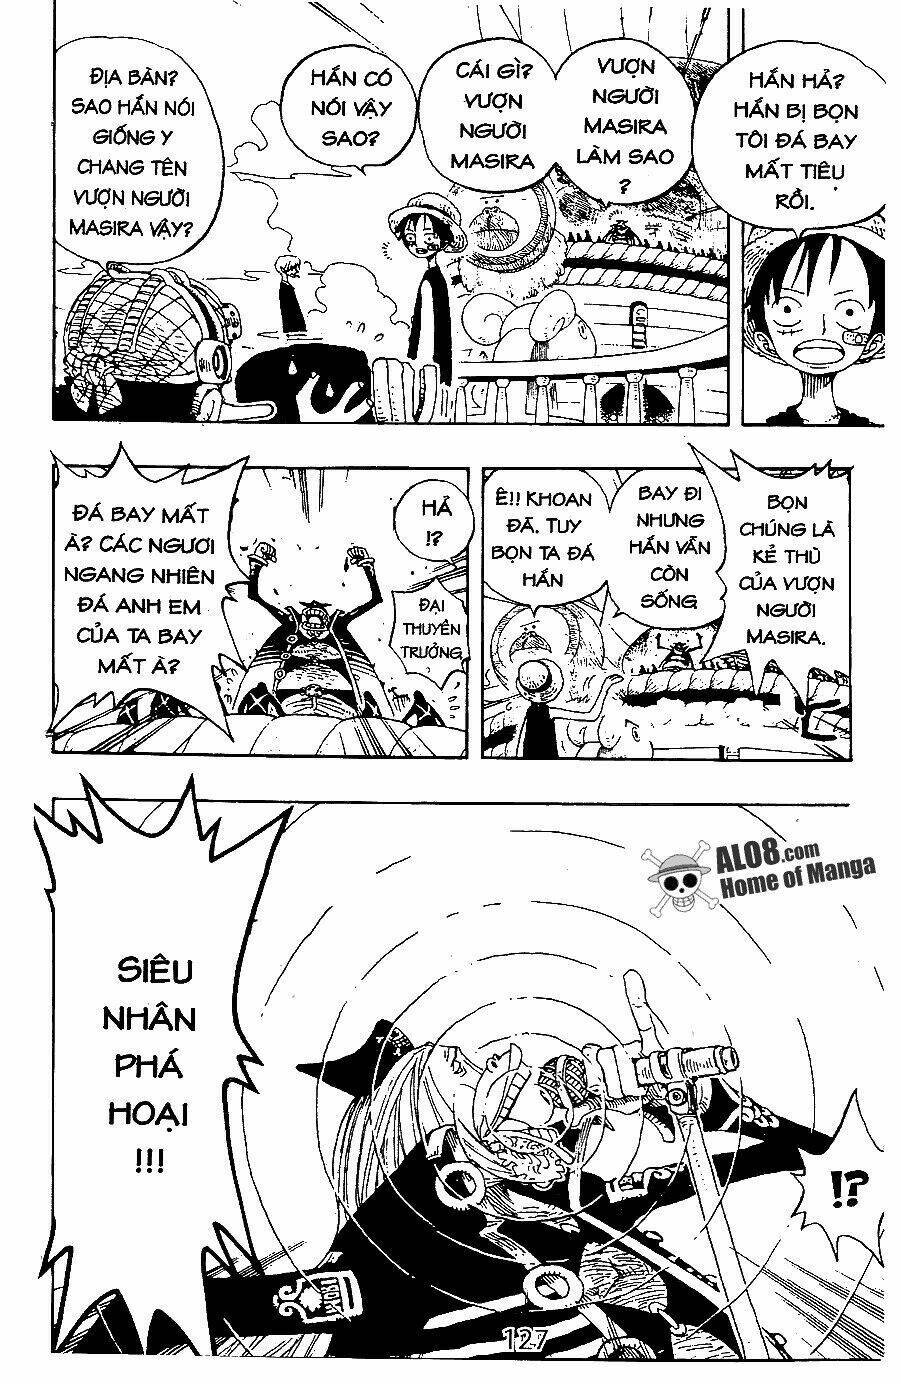 ĐỊA BÀN?
SAO HẮN NÓI
GIỐNG Y
CHANG TÊN
VƯỢN NGƯỜI
MASIRA VẬY?
HẮN CÓ
NÓI VẬY
SAO?
CÁI GÌ?
VƯỢN
NGƯỜI
MASIRA
VƯỢN
NGƯỜI
MASIRA
LÀM SAO
?
HẮN HẢ?
HẮN BỊ BỌN
TÔI ĐÁ BAY
MẤT TIÊU
RỒI.
ĐÁ BAY MẤT
À? CÁC NGƯƠI
NGANG NHIÊN
ĐÁ ANH EM
CỦA TA BAY
MẤT À?
HẢ
!?
ĐẠI
THUYỀN
TRƯỞNG
Ê!! KHOAN
ĐÃ. TUY
BỌN TA ĐÁ
HẮN
BAY ĐI
NHƯNG
HẮN VẪN
CÒN
SỐNG
BỌN
CHÚNG LÀ
KẺ THÙ
CỦA VƯỢN
NGƯỜI
MASIRA.
SIÊU
NHÂN
PHÁ
HOẠI
!!!
ALO8.com
Home of Manga
!?
127